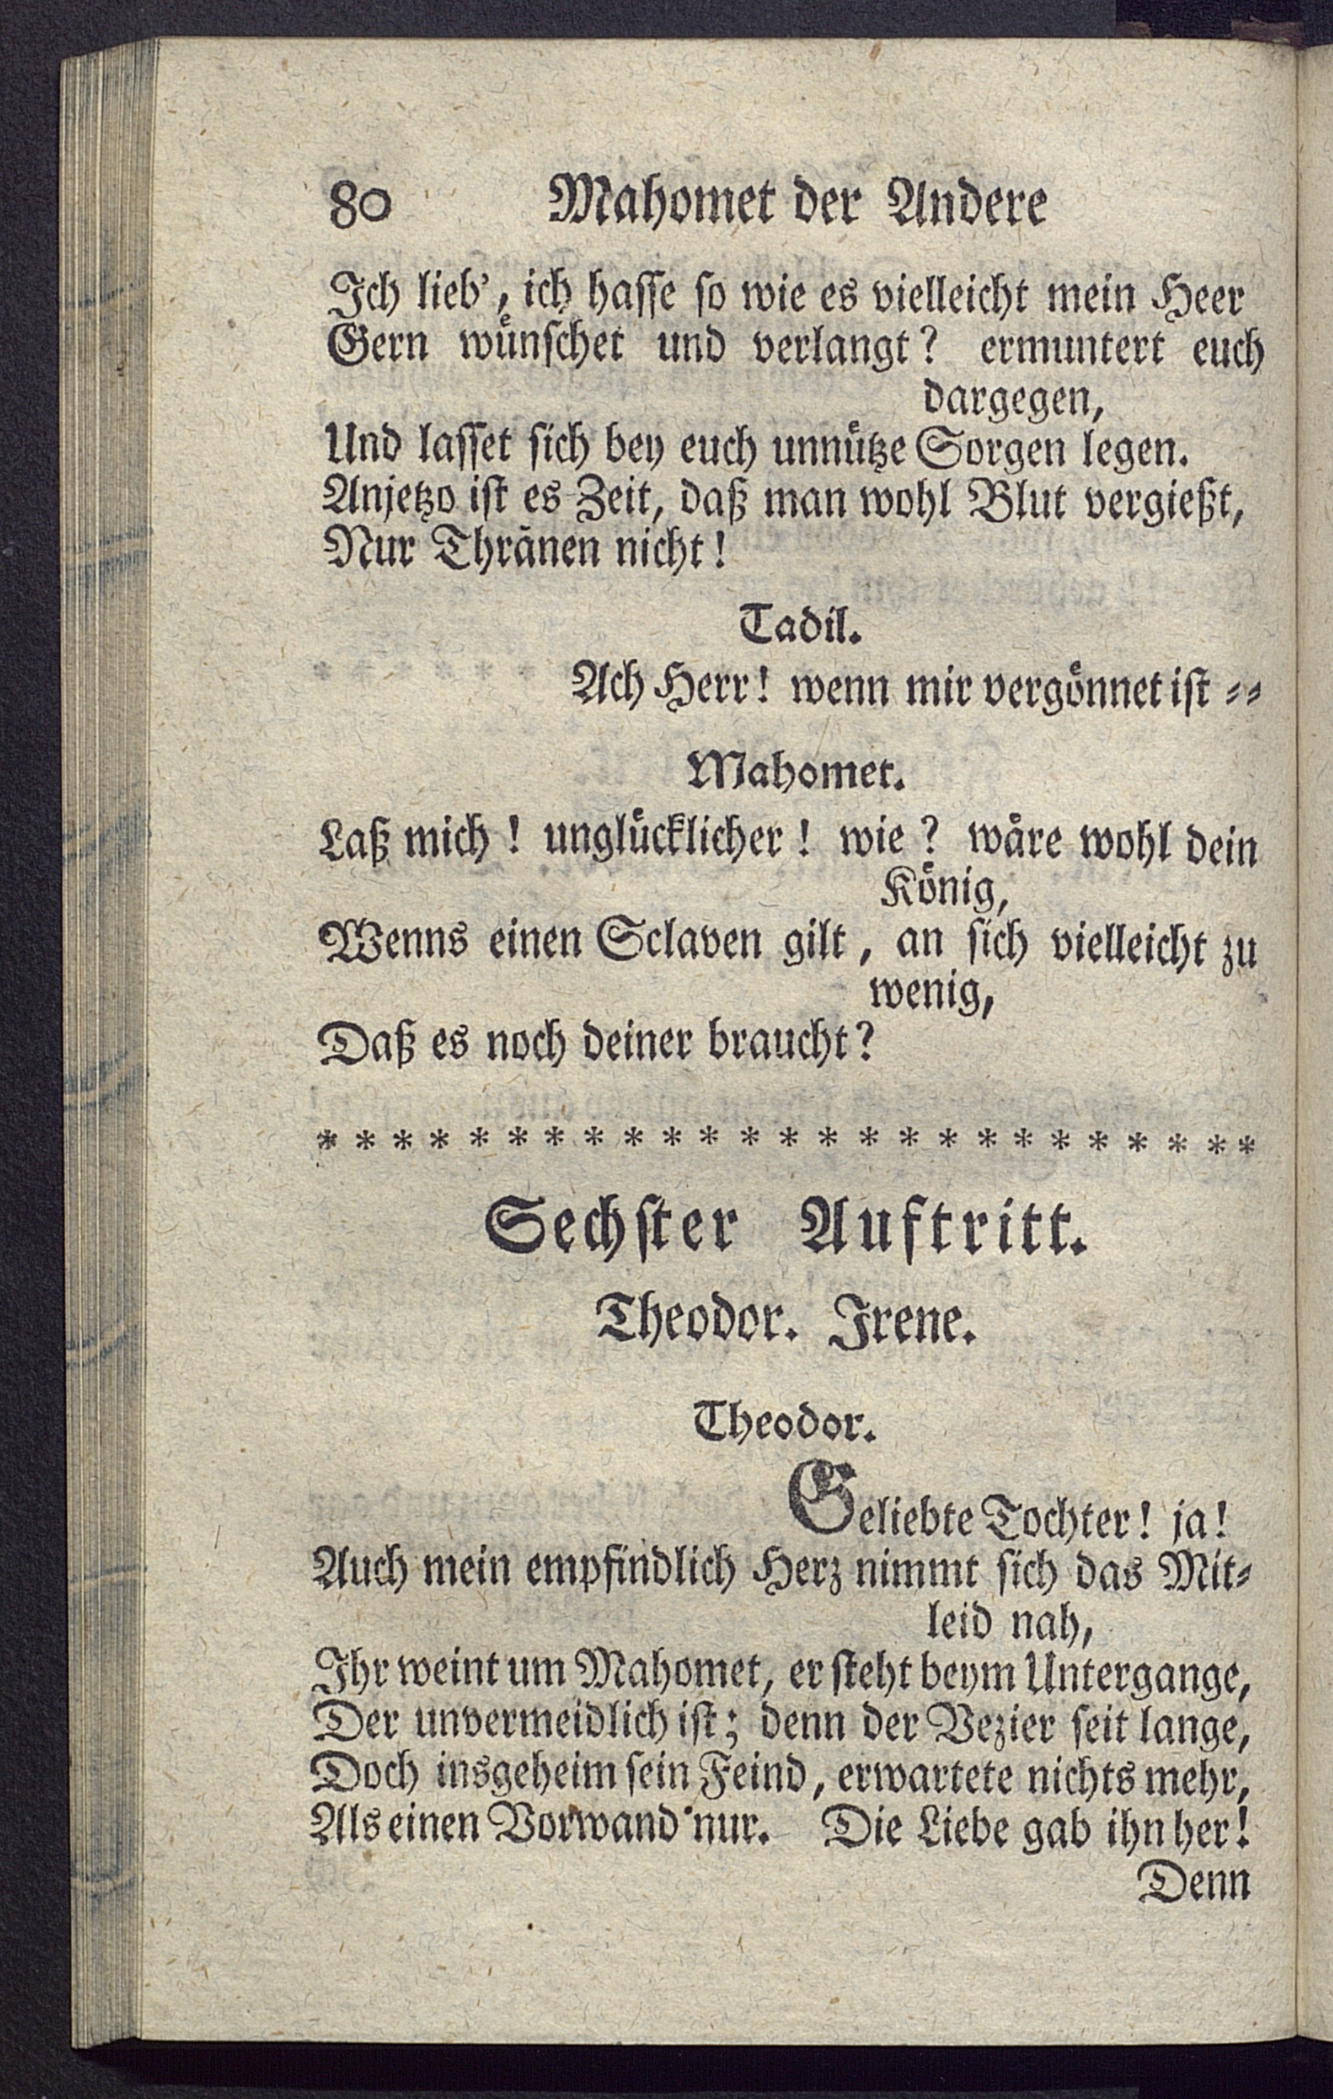 80 Mahomet der Andere
Ich lieb', ich hasse so wie es vielleicht mein Heer
Gern wünschet und verlangt? ermuntert euch
dargegen,
Und lasset sich bey euch unnütze Sorgen legen.
Anjetzo ist es Zeit, daß man wohl Blut vergießt,
Nur Thränen nicht!
Tadil.
Ach Herr! wenn mir vergönnet ist --
Mahomet.
Laß mich! unglücklicher! wie? wäre wohl dein
König,
Wenns einen Sclaven gilt, an sich vielleicht zu
wenig,
Daß es noch deiner braucht?
* * * * * * * * * * * * * * * * * * * * * * * * *
Sechster Auftritt.
Theodor. Irene.
Theodor.
Geliebte Tochter! ja!
Auch mein empfindlich Herz nimmt sich das Mit-
leid nah,
Ihr weint um Mahomet, er steht beym Untergange,
Der unvermeidlich ist; denn der Vezier seit lange,
Doch insgeheim sein Feind, erwartete nichts mehr,
Als einen Vorwand nur. Die Liebe gab ihn her!
Denn